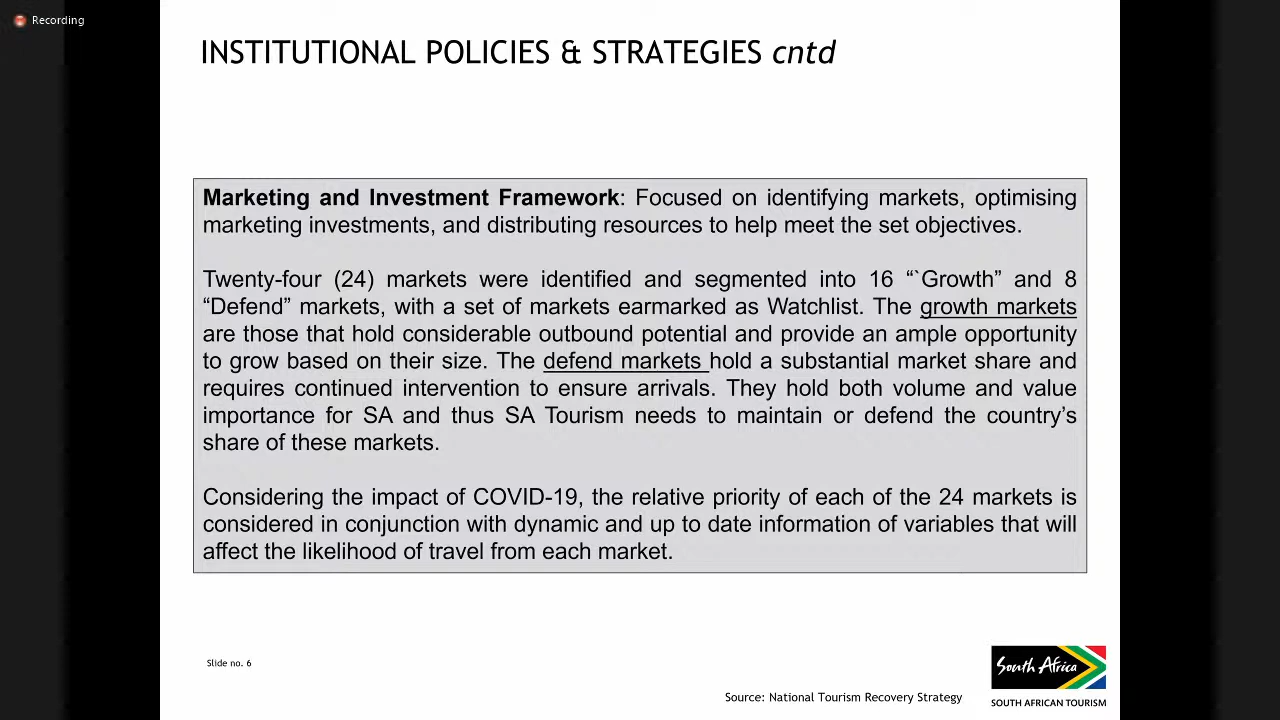 Recording
INSTITUTIONAL POLICIES & STRATEGIES cntd
Marketing and Investment Framework: Focused on identifying markets, optimising
marketing investments, and distributing resources to help meet the set objectives.
Twenty-four (24) markets were identified and segmented into 16 “`Growth” and 8
“Defend” markets, with a set of markets earmarked as Watchlist. The growth markets
are those that hold considerable outbound potential and provide an ample opportunity
to grow based on their size. The defend markets hold a substantial market share and
requires continued intervention to ensure arrivals. They hold both volume and value
importance for SA and thus SA Tourism needs to maintain or defend the country’s
share of these markets.
Considering the impact of COVID-19, the relative priority of each of the 24 markets is
considered in conjunction with dynamic and up to date information of variables that will
affect the likelihood of travel from each market.
Slide no. 6
Source: National Tourism Recovery Strategy
South Africa
SOUTH AFRICAN TOURISM